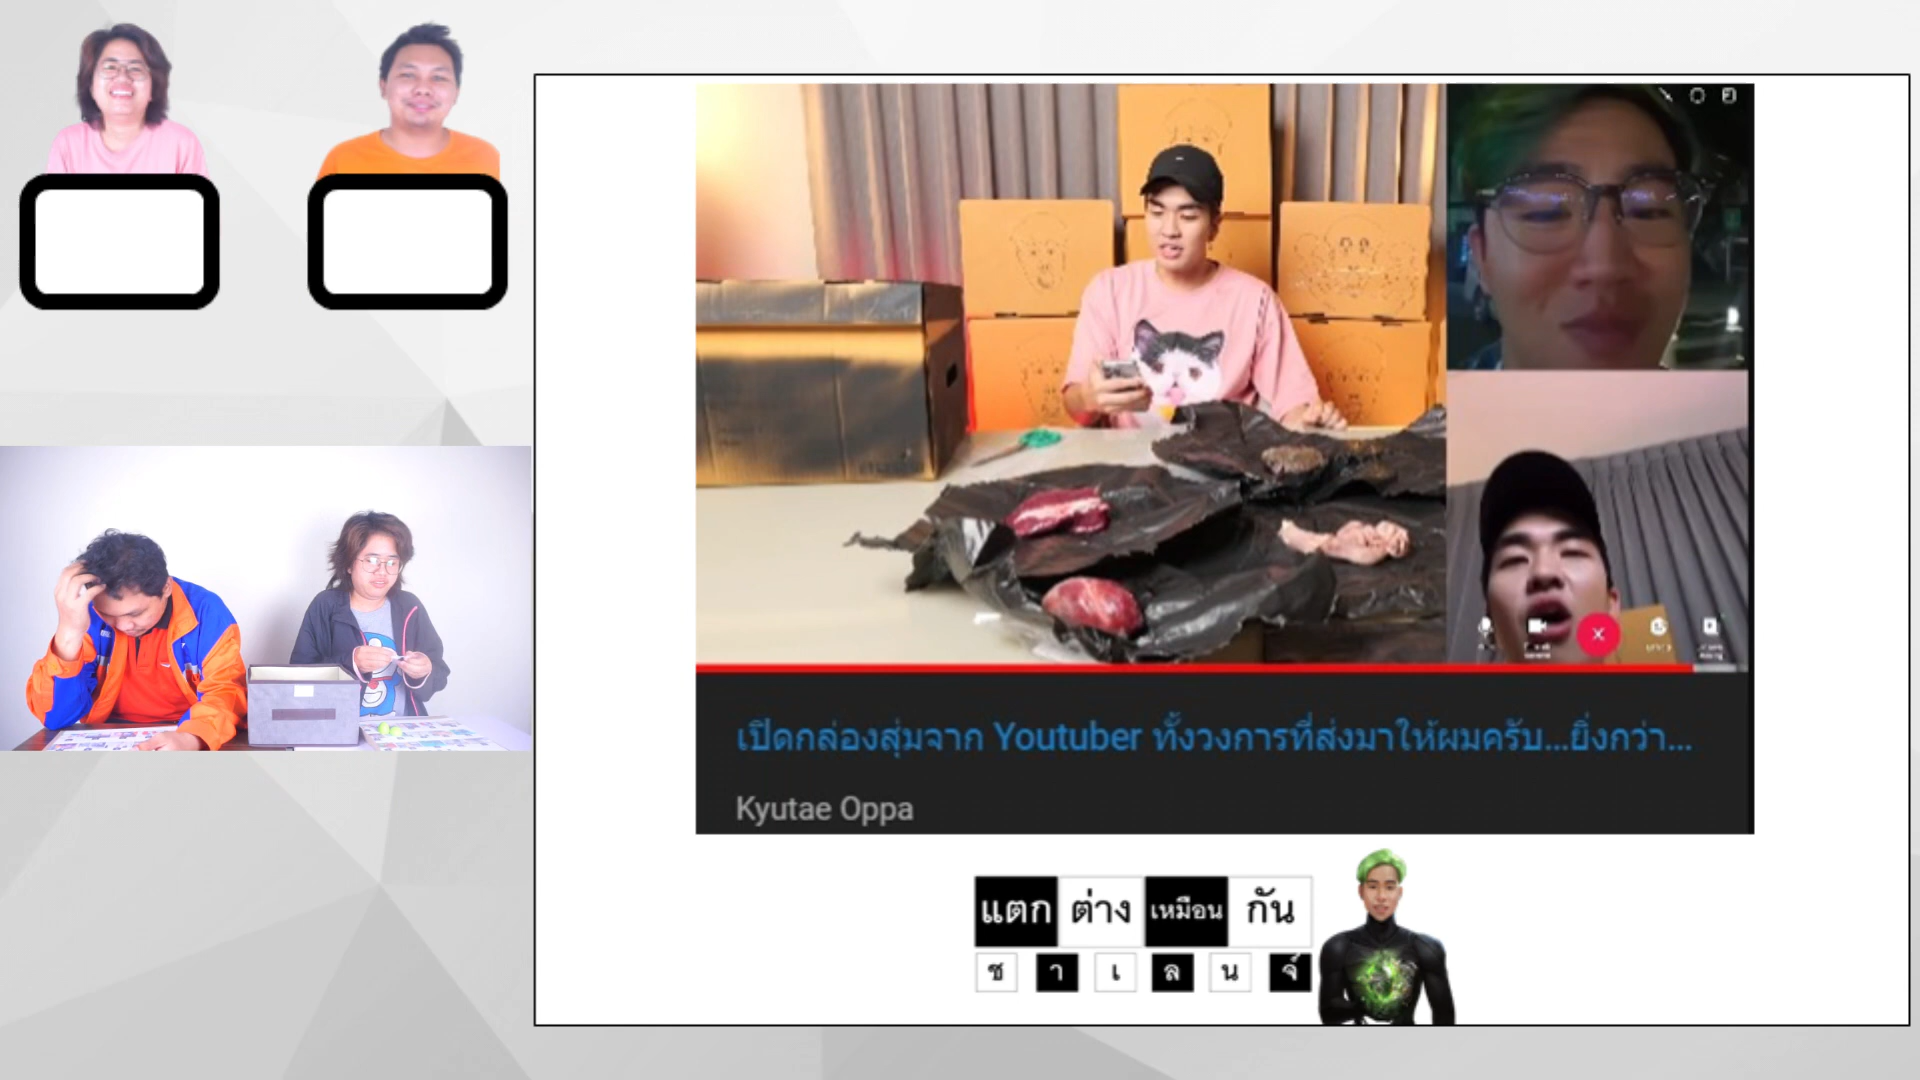 เปิดกล่องสุ่มจาก Youtuber ทั้งวงการที่ส่งมาให้ผมครับ...ยิ่งกว่า...
Kyutae Oppa
แตก ต่าง เหมือน กัน
ช า เ ล น จ์